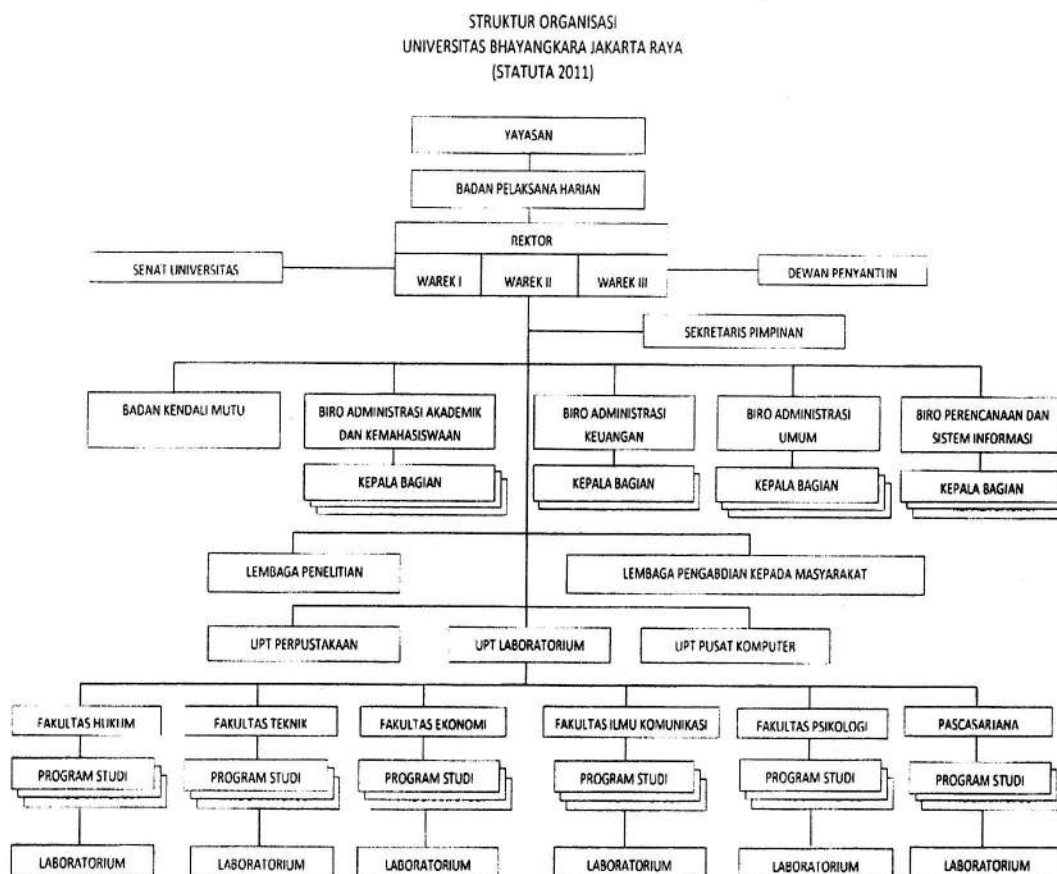 STRUKTUR ORGANISASI
UNIVERSITAS BHAYANGKARA JAKARTA RAYA
(STATUTA 2011)
YAYASAN
BADAN PELAKSANA HARIAN
REKTOR
SENAT UNIVERSITAS
WAREK I
WAREK II
WAREK III
DEWAN PENYANTUN
SEKRETARIS PIMPINAN
BADAN KENDALI MUTU
BIRO ADMINISTRASI AKADEMIK
DAN KEMAHASISWAAN
BIRO ADMINISTRASI
KEUANGAN
BIRO ADMINISTRASI
UMUM
BIRO PERENCANAAN DAN
SISTEM INFORMASI
KEPALA BAGIAN
KEPALA BAGIAN
KEPALA BAGIAN
KEPALA BAGIAN
LEMBAGA PENELITIAN
LEMBAGA PENGABDIAN KEPADA MASYARAKAT
UPT PERPUSTAKAAN
UPT LABORATORIUM
UPT PUSAT KOMPUTER
FAKULTAS HUKUM
FAKULTAS TEKNIK
FAKULTAS EKONOMI
FAKULTAS ILMU KOMUNIKASI
FAKULTAS PSIKOLOGI
PASCASARIANA
PROGRAM STUDI
PROGRAM STUDI
PROGRAM STUDI
PROGRAM STUDI
PROGRAM STUDI
PROGRAM STUDI
LABORATORIUM
LABORATORIUM
LABORATORIUM
LABORATORIUM
LABORATORIUM
LABORATORIUM